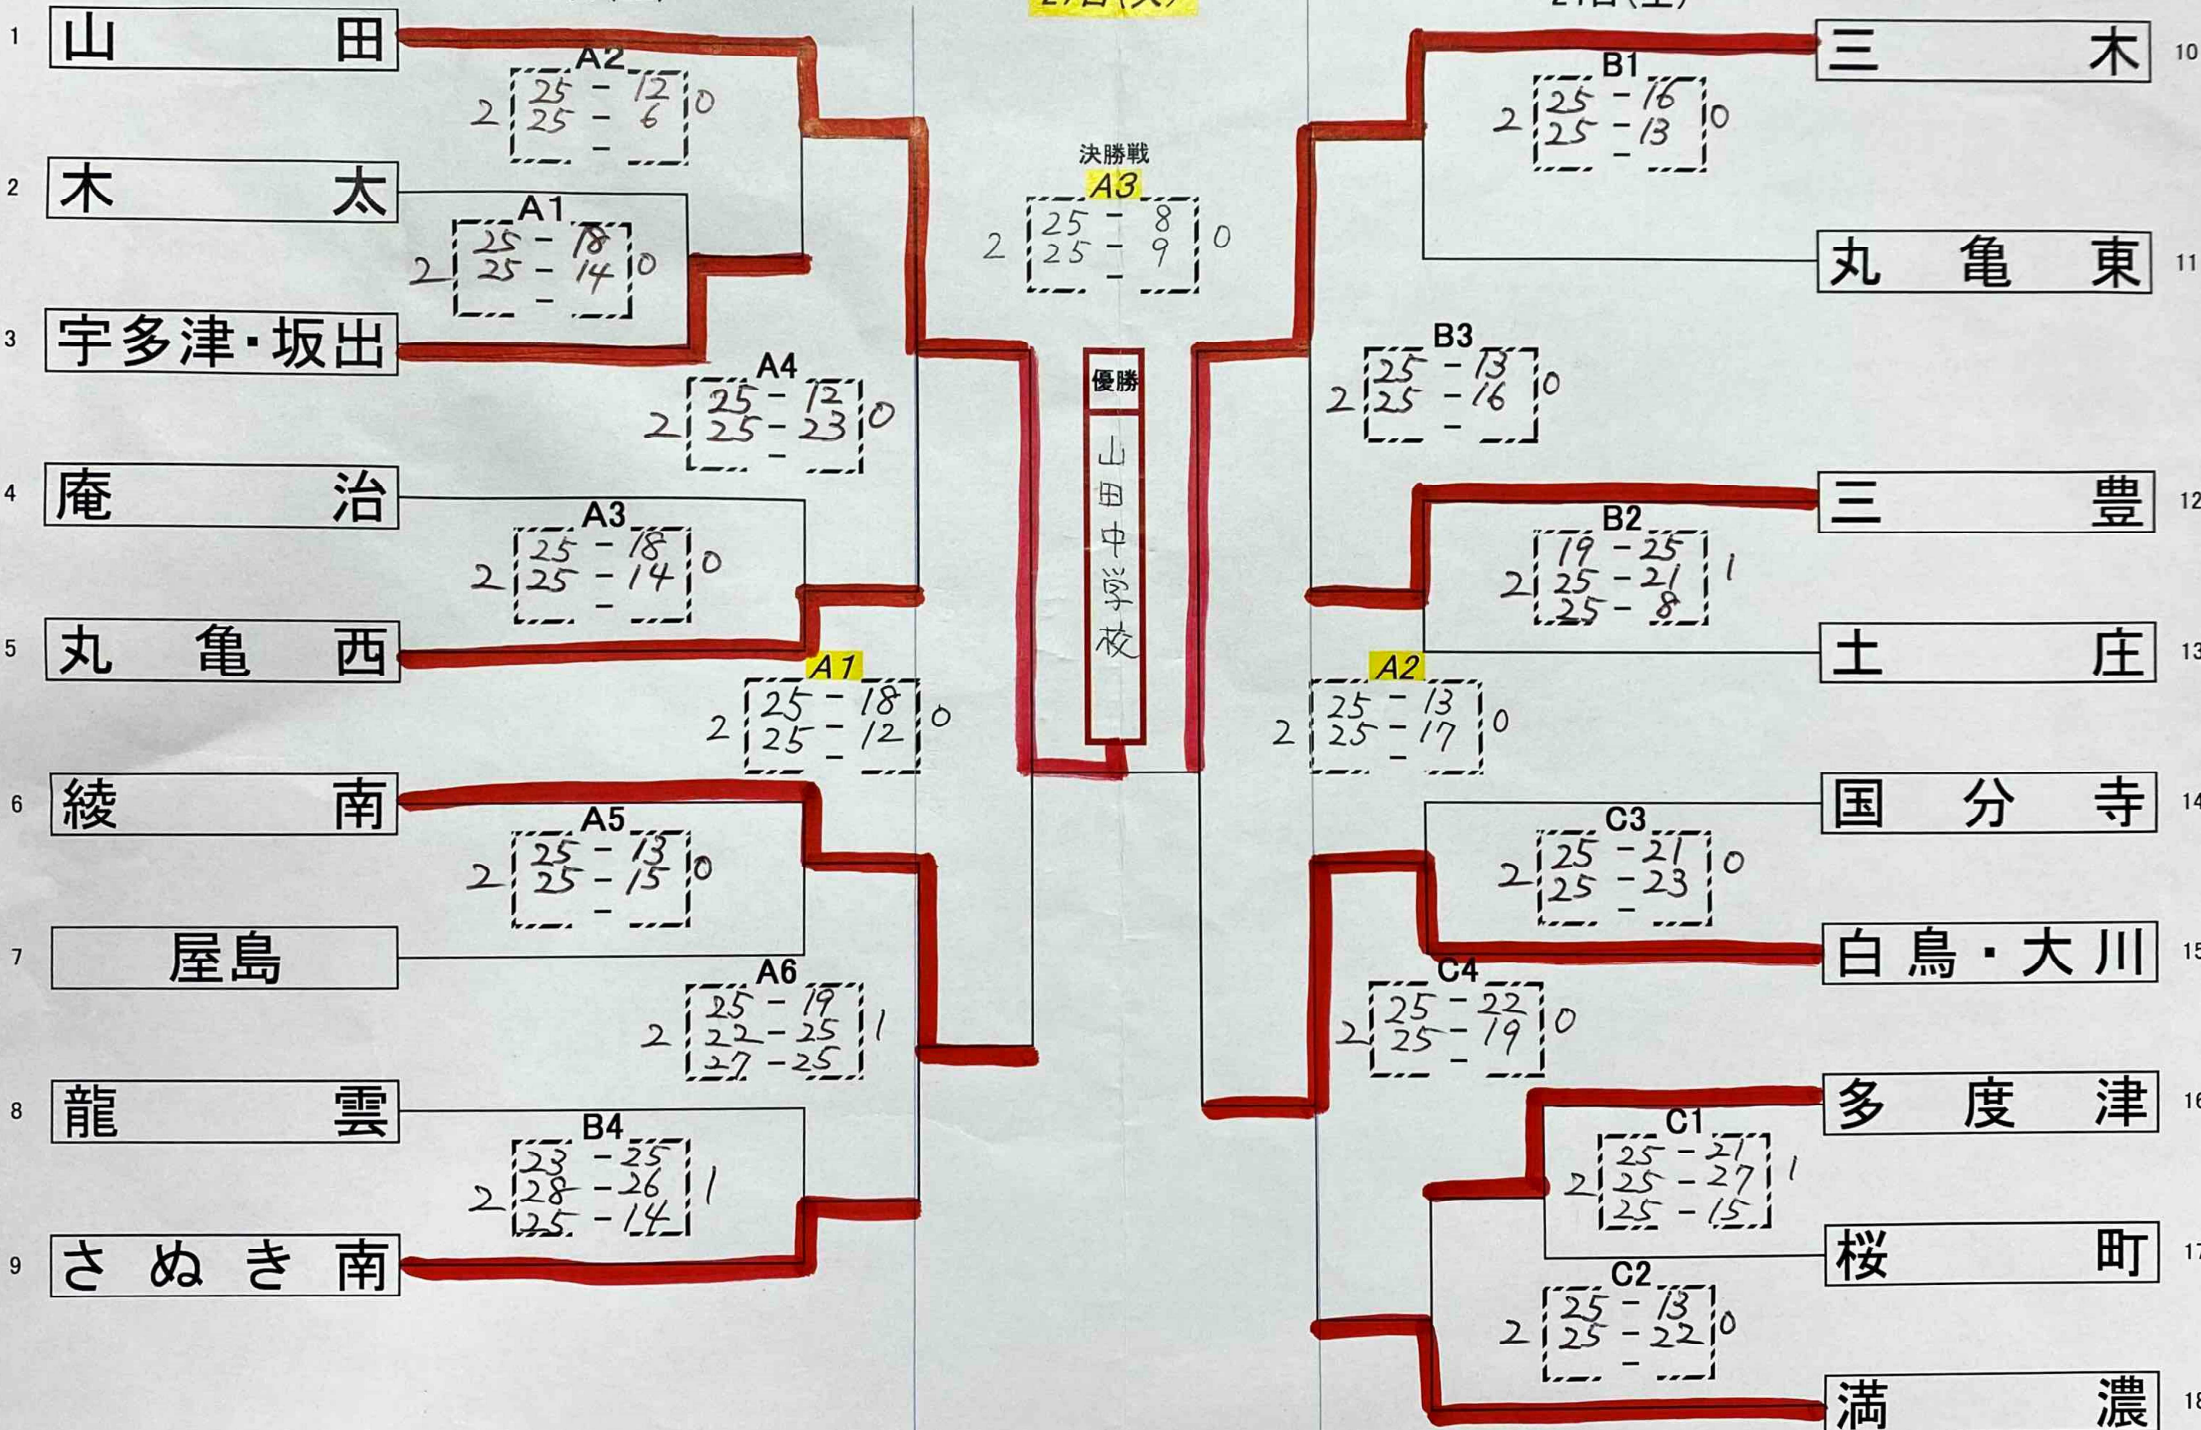 27日(火)
1 山田
A2
2 25 - 12 0
25 - 6
-
2 木太
A1
2 25 - 18 0
25 - 14
-
3 宇多津・坂出
A4
2 25 - 12 0
25 - 23
-
4 庵治
A3
2 25 - 18 0
25 - 14
-
5 丸亀西
A1
2 25 - 18 0
25 - 12
-
6 綾南
A5
2 25 - 13 0
25 - 15
-
7 屋島
A6
2 25 - 19 1
22 - 25
27 - 25
8 龍雲
B4
2 23 - 25 1
28 - 26
25 - 14
9 さぬき南
決勝戦
A3
2 25 - 8 0
25 - 9
-
優勝
山田中学校
三木 10
B1
2 25 - 16 0
25 - 13
-
丸亀東 11
B3
2 25 - 13 0
25 - 16
-
三豊 12
B2
2 19 - 25 1
25 - 21
25 - 8
土庄 13
A2
2 25 - 13 0
25 - 17
-
国分寺 14
C3
2 25 - 21 0
25 - 23
-
白鳥・大川 15
C4
2 25 - 22 0
25 - 19
-
多度津 16
C1
2 25 - 21 1
25 - 27
25 - 15
桜町 17
C2
2 25 - 13 0
25 - 22
-
満濃 18